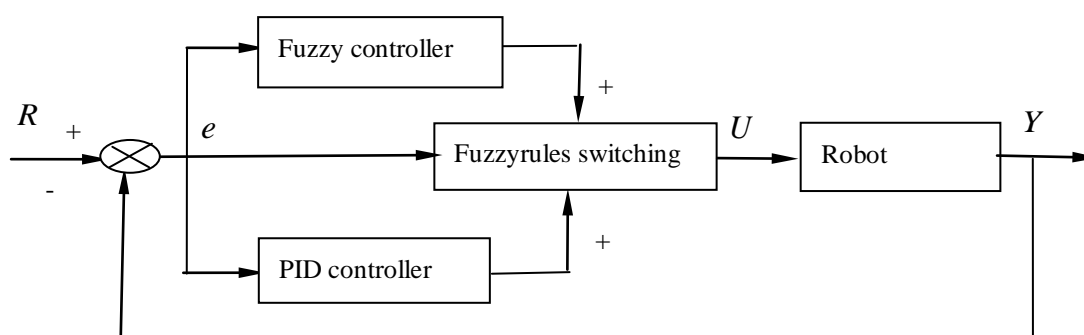 Fuzzy controller
+
R
+
e
Fuzzyrules switching
U
Robot
Y
-
+
PID controller